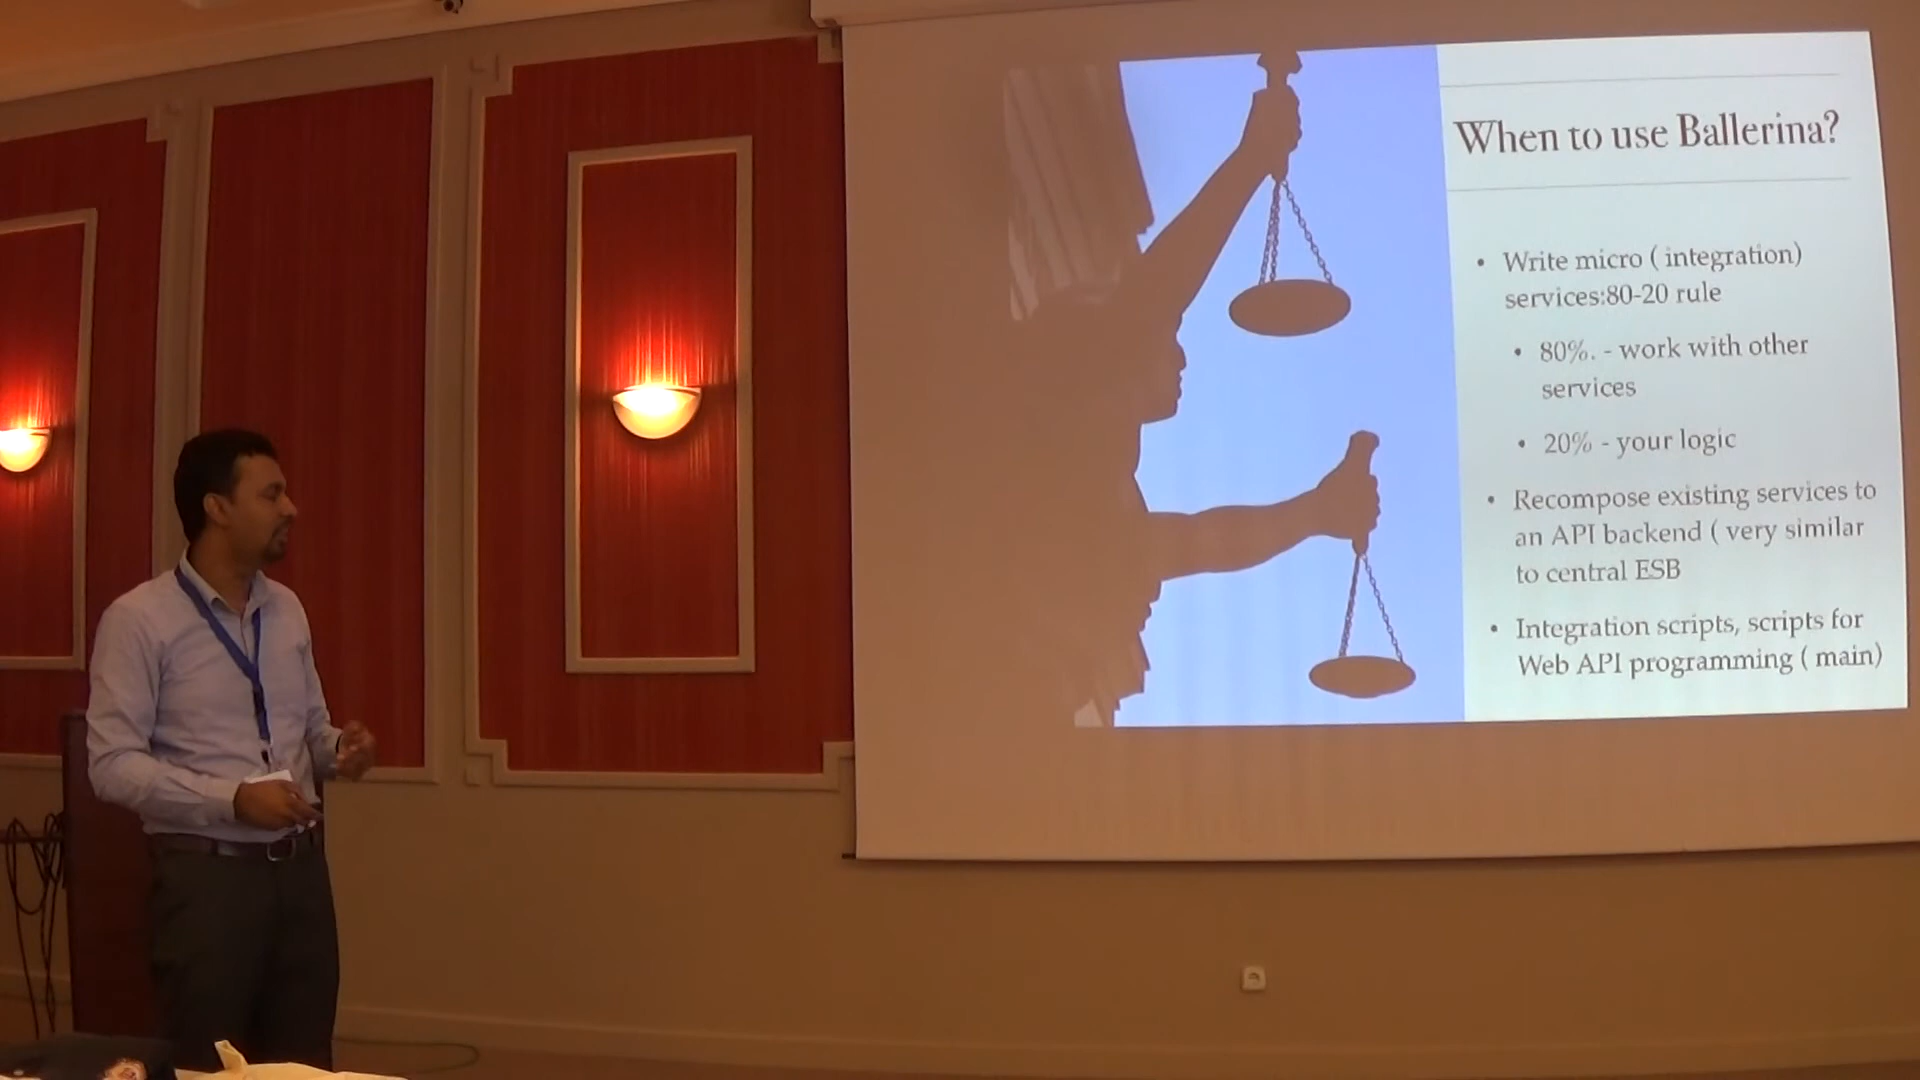 When to use Ballerina?
• Write micro ( integration)
services:80-20 rule
• 80%. - work with other
services
• 20% - your logic
• Recompose existing services to
an API backend ( very similar
to central ESB
• Integration scripts, scripts for
Web API programming ( main)